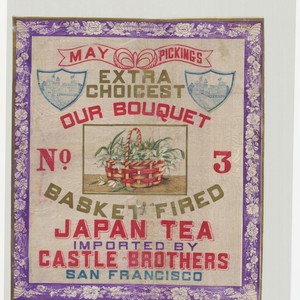 MAY PICKINGS
EXTRA
CHOICEST
OUR BOUQUET
No 3
BASKET FIRED
JAPAN TEA
IMPORTED BY
CASTLE BROTHERS
SAN FRANCISCO